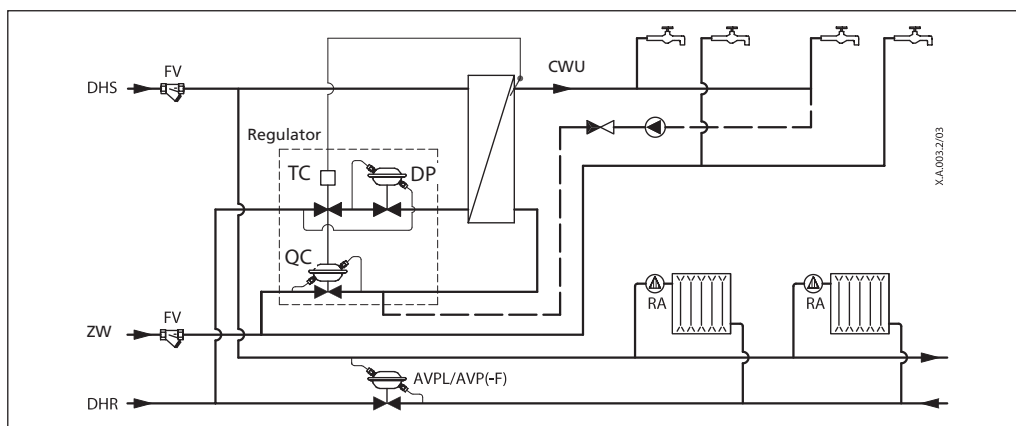 FV
DHS
CWU
Regulator
TC
DP
QC
X.A.003.2/03
FV
ZW
RA
RA
AVPL/AVP(-F)
DHR